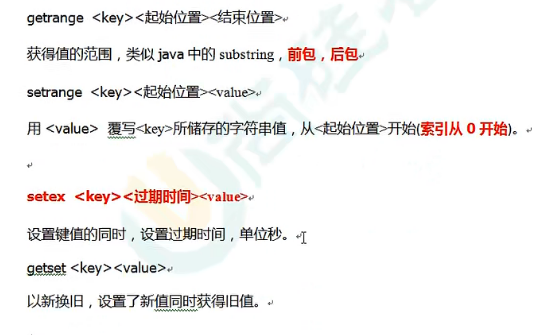 getrange <key><起始位置><结束位置>
获得值的范围，类似 java 中的 substring，前包，后包
setrange <key><起始位置><value>
用 <value> 覆写<key>所储存的字符串值，从<起始位置>开始(索引从 0 开始)。
setex <key><过期时间><value>
设置键值的同时，设置过期时间，单位秒。
getset <key><value>
以新换旧，设置了新值同时获得旧值。